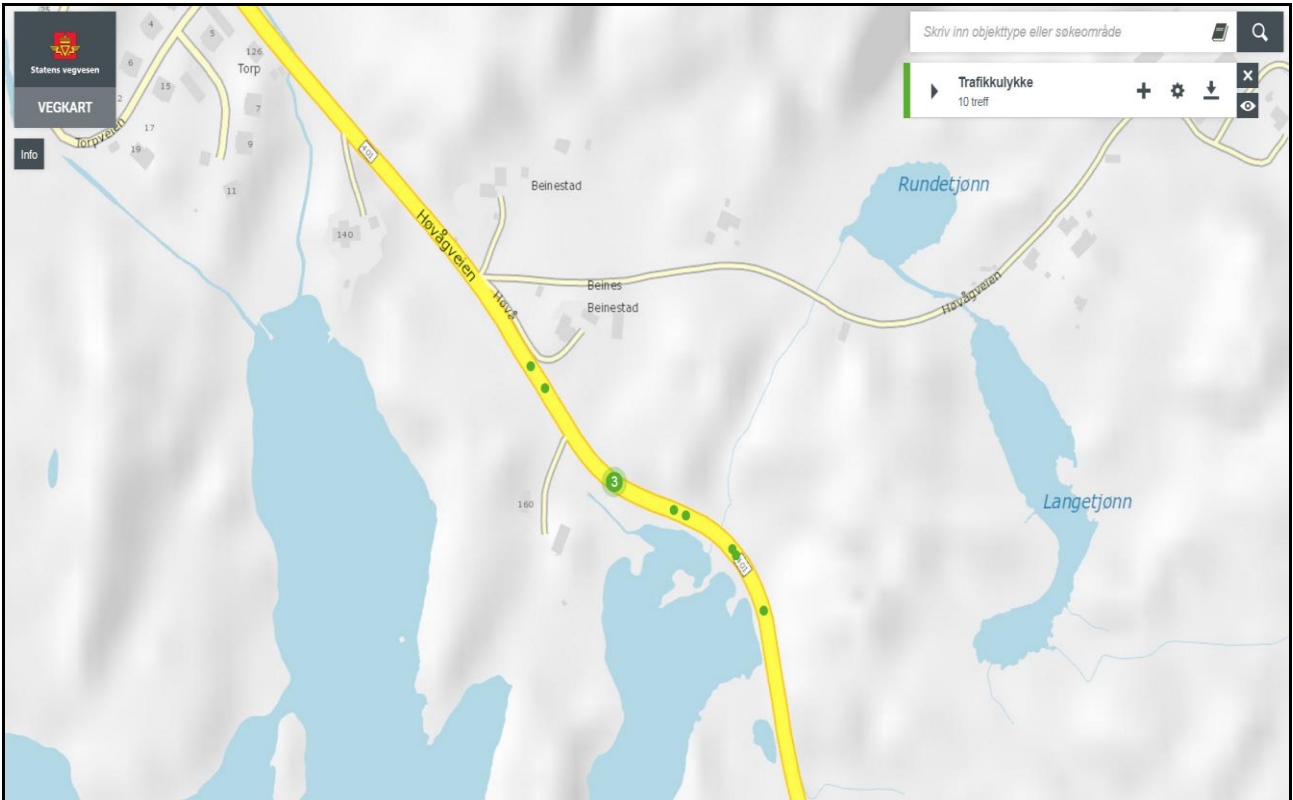 Statens vegvesen
VEGKART
Info
Skriv inn objekttype eller søkeområde
Trafikkulykke
10 treff
4
5
126
6
Torp
15
2
7
17
Torpveien
19
9
401
11
Beinestad
Rundetjønn
140
Høvågveien
Beines
Høvågveien
Høvå
Beinestad
3
160
Langetjønn
401